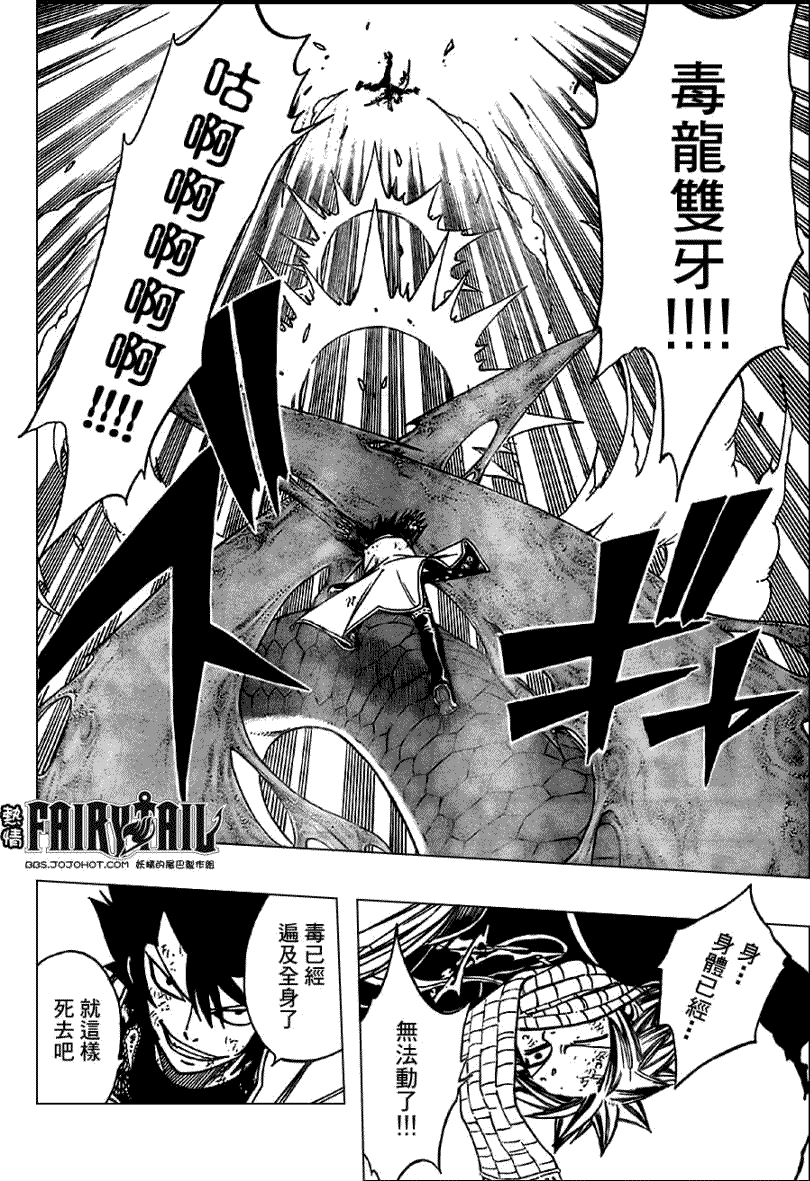 毒龍雙牙!!!!
咕啊啊啊啊啊啊!!!!
ギィ
熱情
FAIRY TAIL
BBS.JOJOHOT.COM 妖精的尾巴製作組
身…
身體已經…
無法動了!!!
毒已經
遍及全身了
就這樣
死去吧